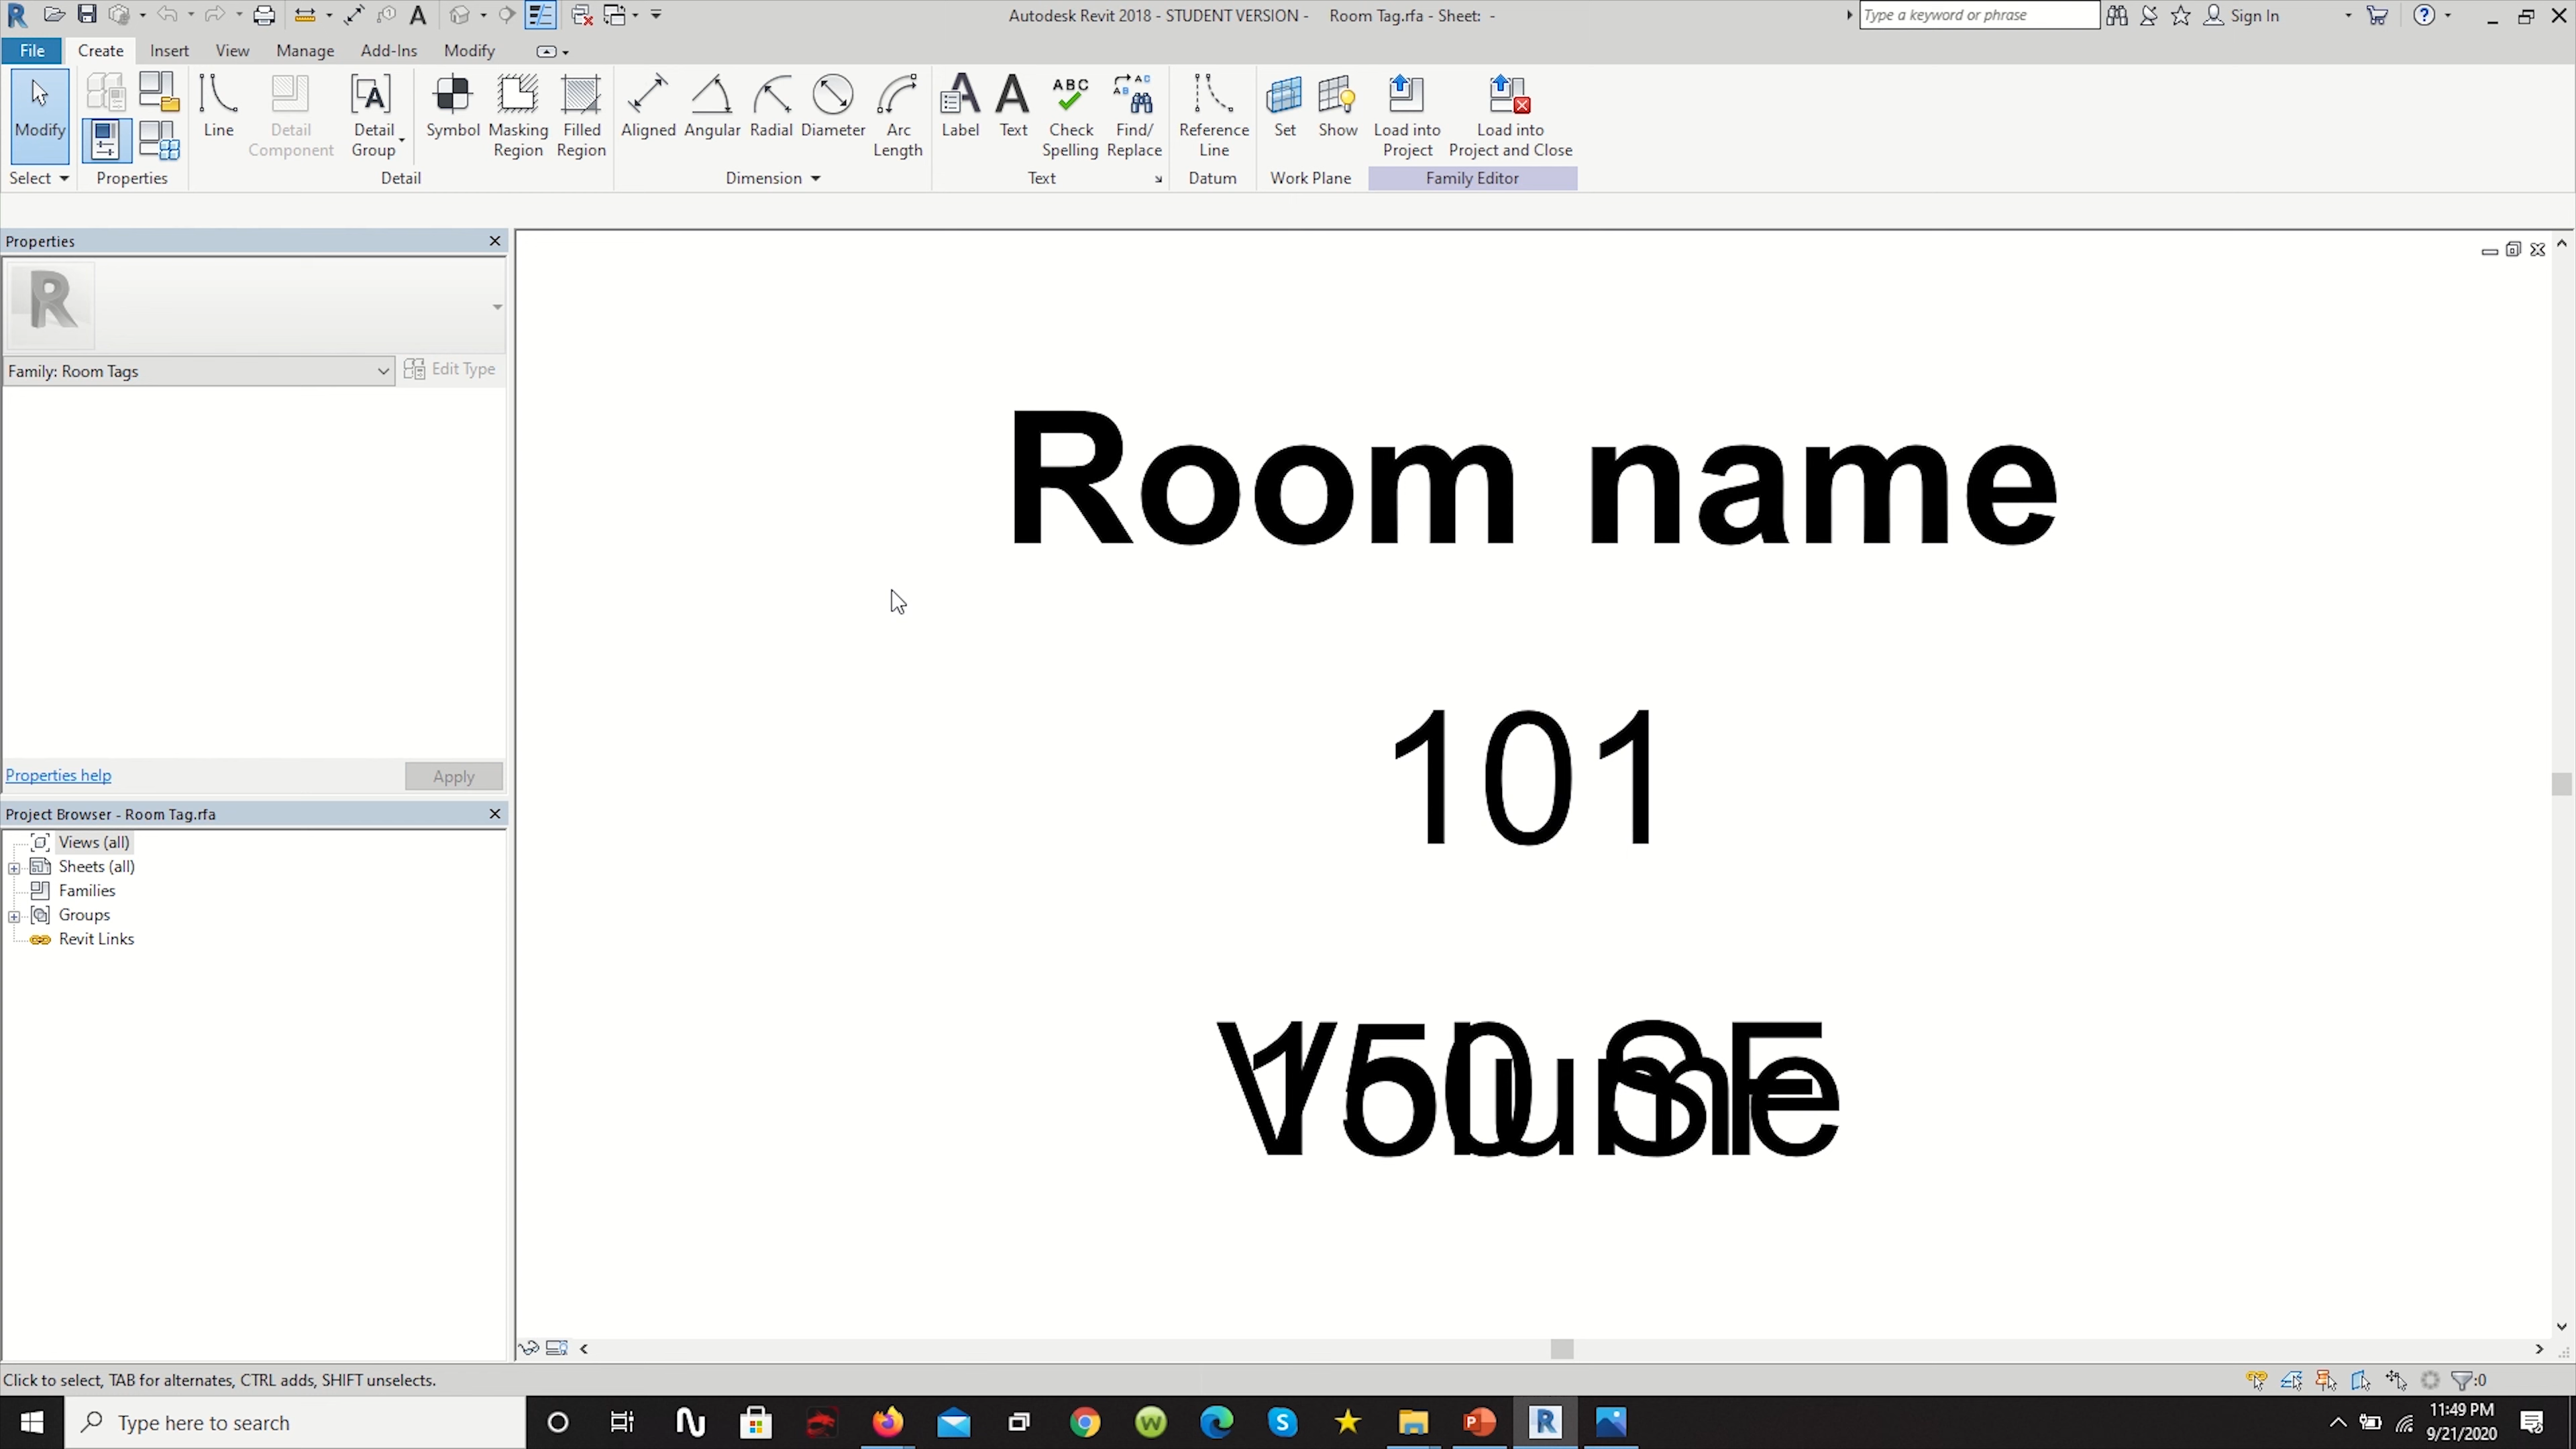 Autodesk Revit 2018 - STUDENT VERSION - Room Tag.rfa - Sheet: -
Type a keyword or phrase
Sign In
File Create Insert View Manage Add-Ins Modify
Modify
Line
Detail Component
Detail Group
Symbol
Masking Region
Filled Region
Aligned
Angular
Radial
Diameter
Arc Length
Label
Text
Check Spelling
Find/ Replace
Reference Line
Set
Show
Load into Project
Load into Project and Close
Select Properties Detail Dimension Text Datum Work Plane Family Editor
Properties
Family: Room Tags
Edit Type
Properties help
Apply
Project Browser - Room Tag.rfa
Views (all)
Sheets (all)
Families
Groups
Revit Links
Room name
101
150 SF
Volume
Click to select, TAB for alternates, CTRL adds, SHIFT unselects.
:0
Type here to search
11:49 PM
9/21/2020